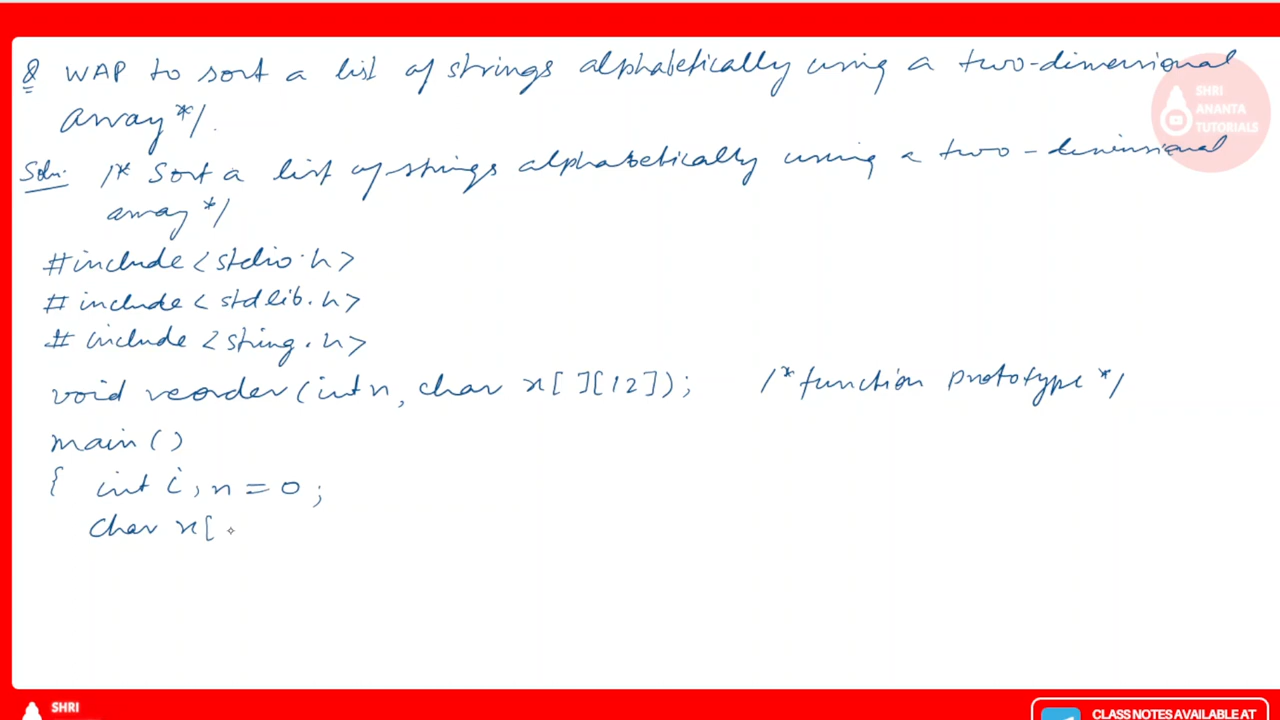 Q WAP to sort a list of strings alphabetically using a two-dimensional
array */.
SHRI
ANANTA
TUTORIALS
Soln. /* Sort a list of strings alphabetically using a two-dimensional
array */
#include <stdio.h>
# include < stdlib.h>
# include <string.h>
void reorder (int n, char x[ ][12]); /* function prototype */
main ()
{ int i, n = 0;
char x[
SHRI
CLASS NOTES AVAILABLE AT